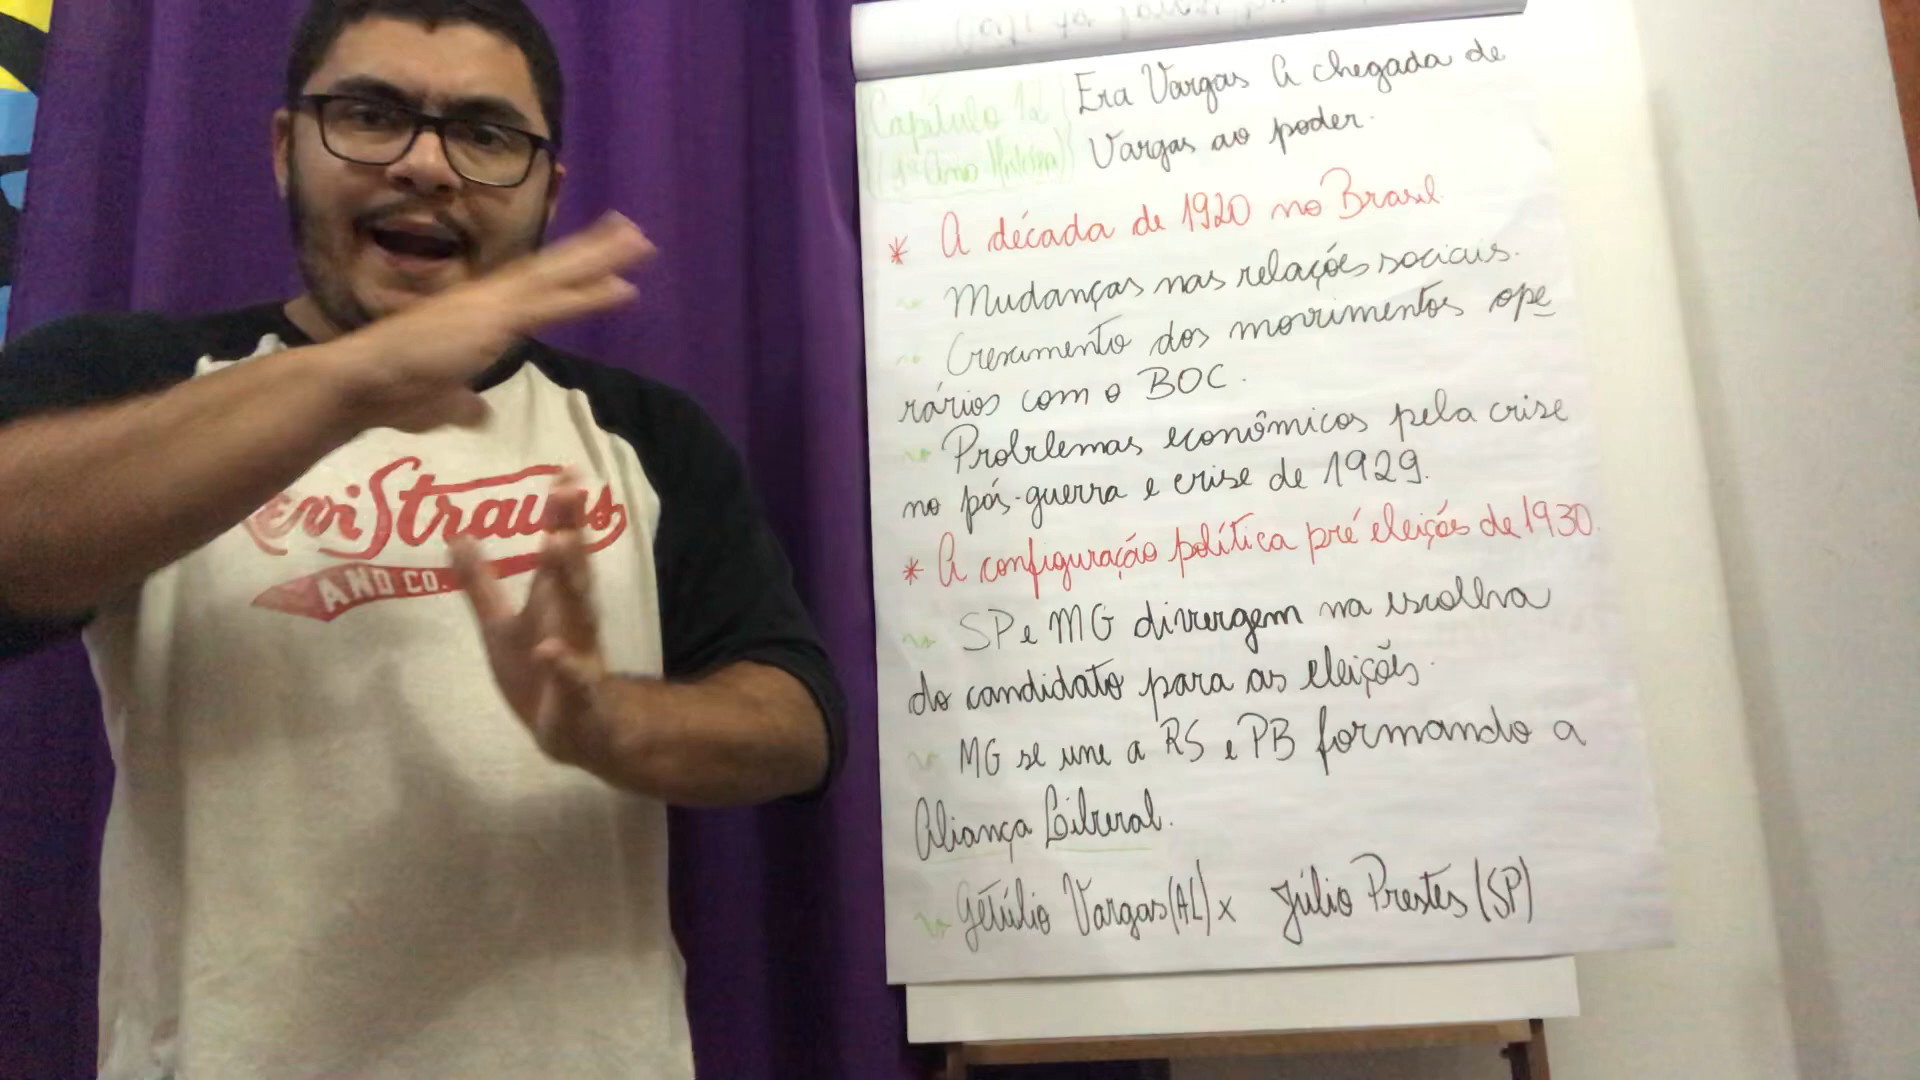 Capítulo 12
(9º Ano História)
Era Vargas A chegada de
Vargas ao poder.
* A década de 1920 no Brasil
Mudanças nas relações sociais.
Crescimento dos movimentos ope
rários com o BOC.
Problemas econômicos pela crise
no pós-guerra e crise de 1929.
* A configuração política pré eleições de 1930.
SP e MG divergem na escolha
do candidato para as eleições.
MG se une a RS e PB formando a
Aliança Liberal.
Getúlio Vargas (AL) x Júlio Prestes (SP)
Levi Strauss
AND CO.